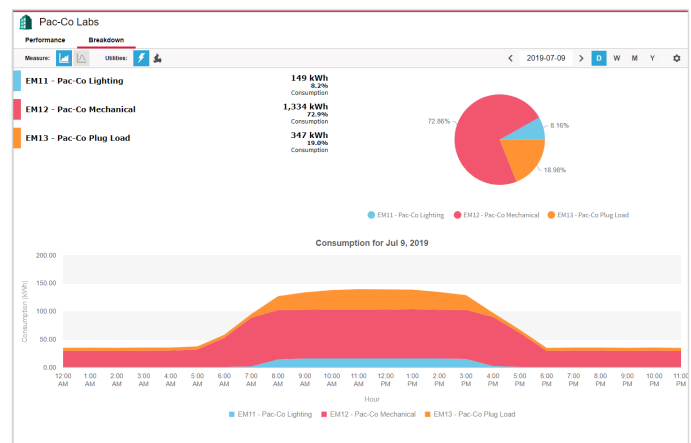 Pac-Co Labs
Performance Breakdown
Measure: Utilities: 2019-07-09 D W M Y
EM11 - Pac-Co Lighting 149 kWh
8.2%
Consumption
EM12 - Pac-Co Mechanical 1,334 kWh
72.9%
Consumption
EM13 - Pac-Co Plug Load 347 kWh
19.0%
Consumption
72.86%
8.16%
18.98%
EM11 - Pac-Co Lighting EM12 - Pac-Co Mechanical EM13 - Pac-Co Plug Load
Consumption for Jul 9, 2019
Consumption [kWh]
200.00
150.00
100.00
50.00
0.00
12:00 1:00 2:00 3:00 4:00 5:00 6:00 7:00 8:00 9:00 10:00 11:00 12:00 1:00 2:00 3:00 4:00 5:00 6:00 7:00 8:00 9:00 10:00 11:00
AM AM AM AM AM AM AM AM AM AM AM AM PM PM PM PM PM PM PM PM PM PM PM PM
Hour
EM11 - Pac-Co Lighting EM12 - Pac-Co Mechanical EM13 - Pac-Co Plug Load